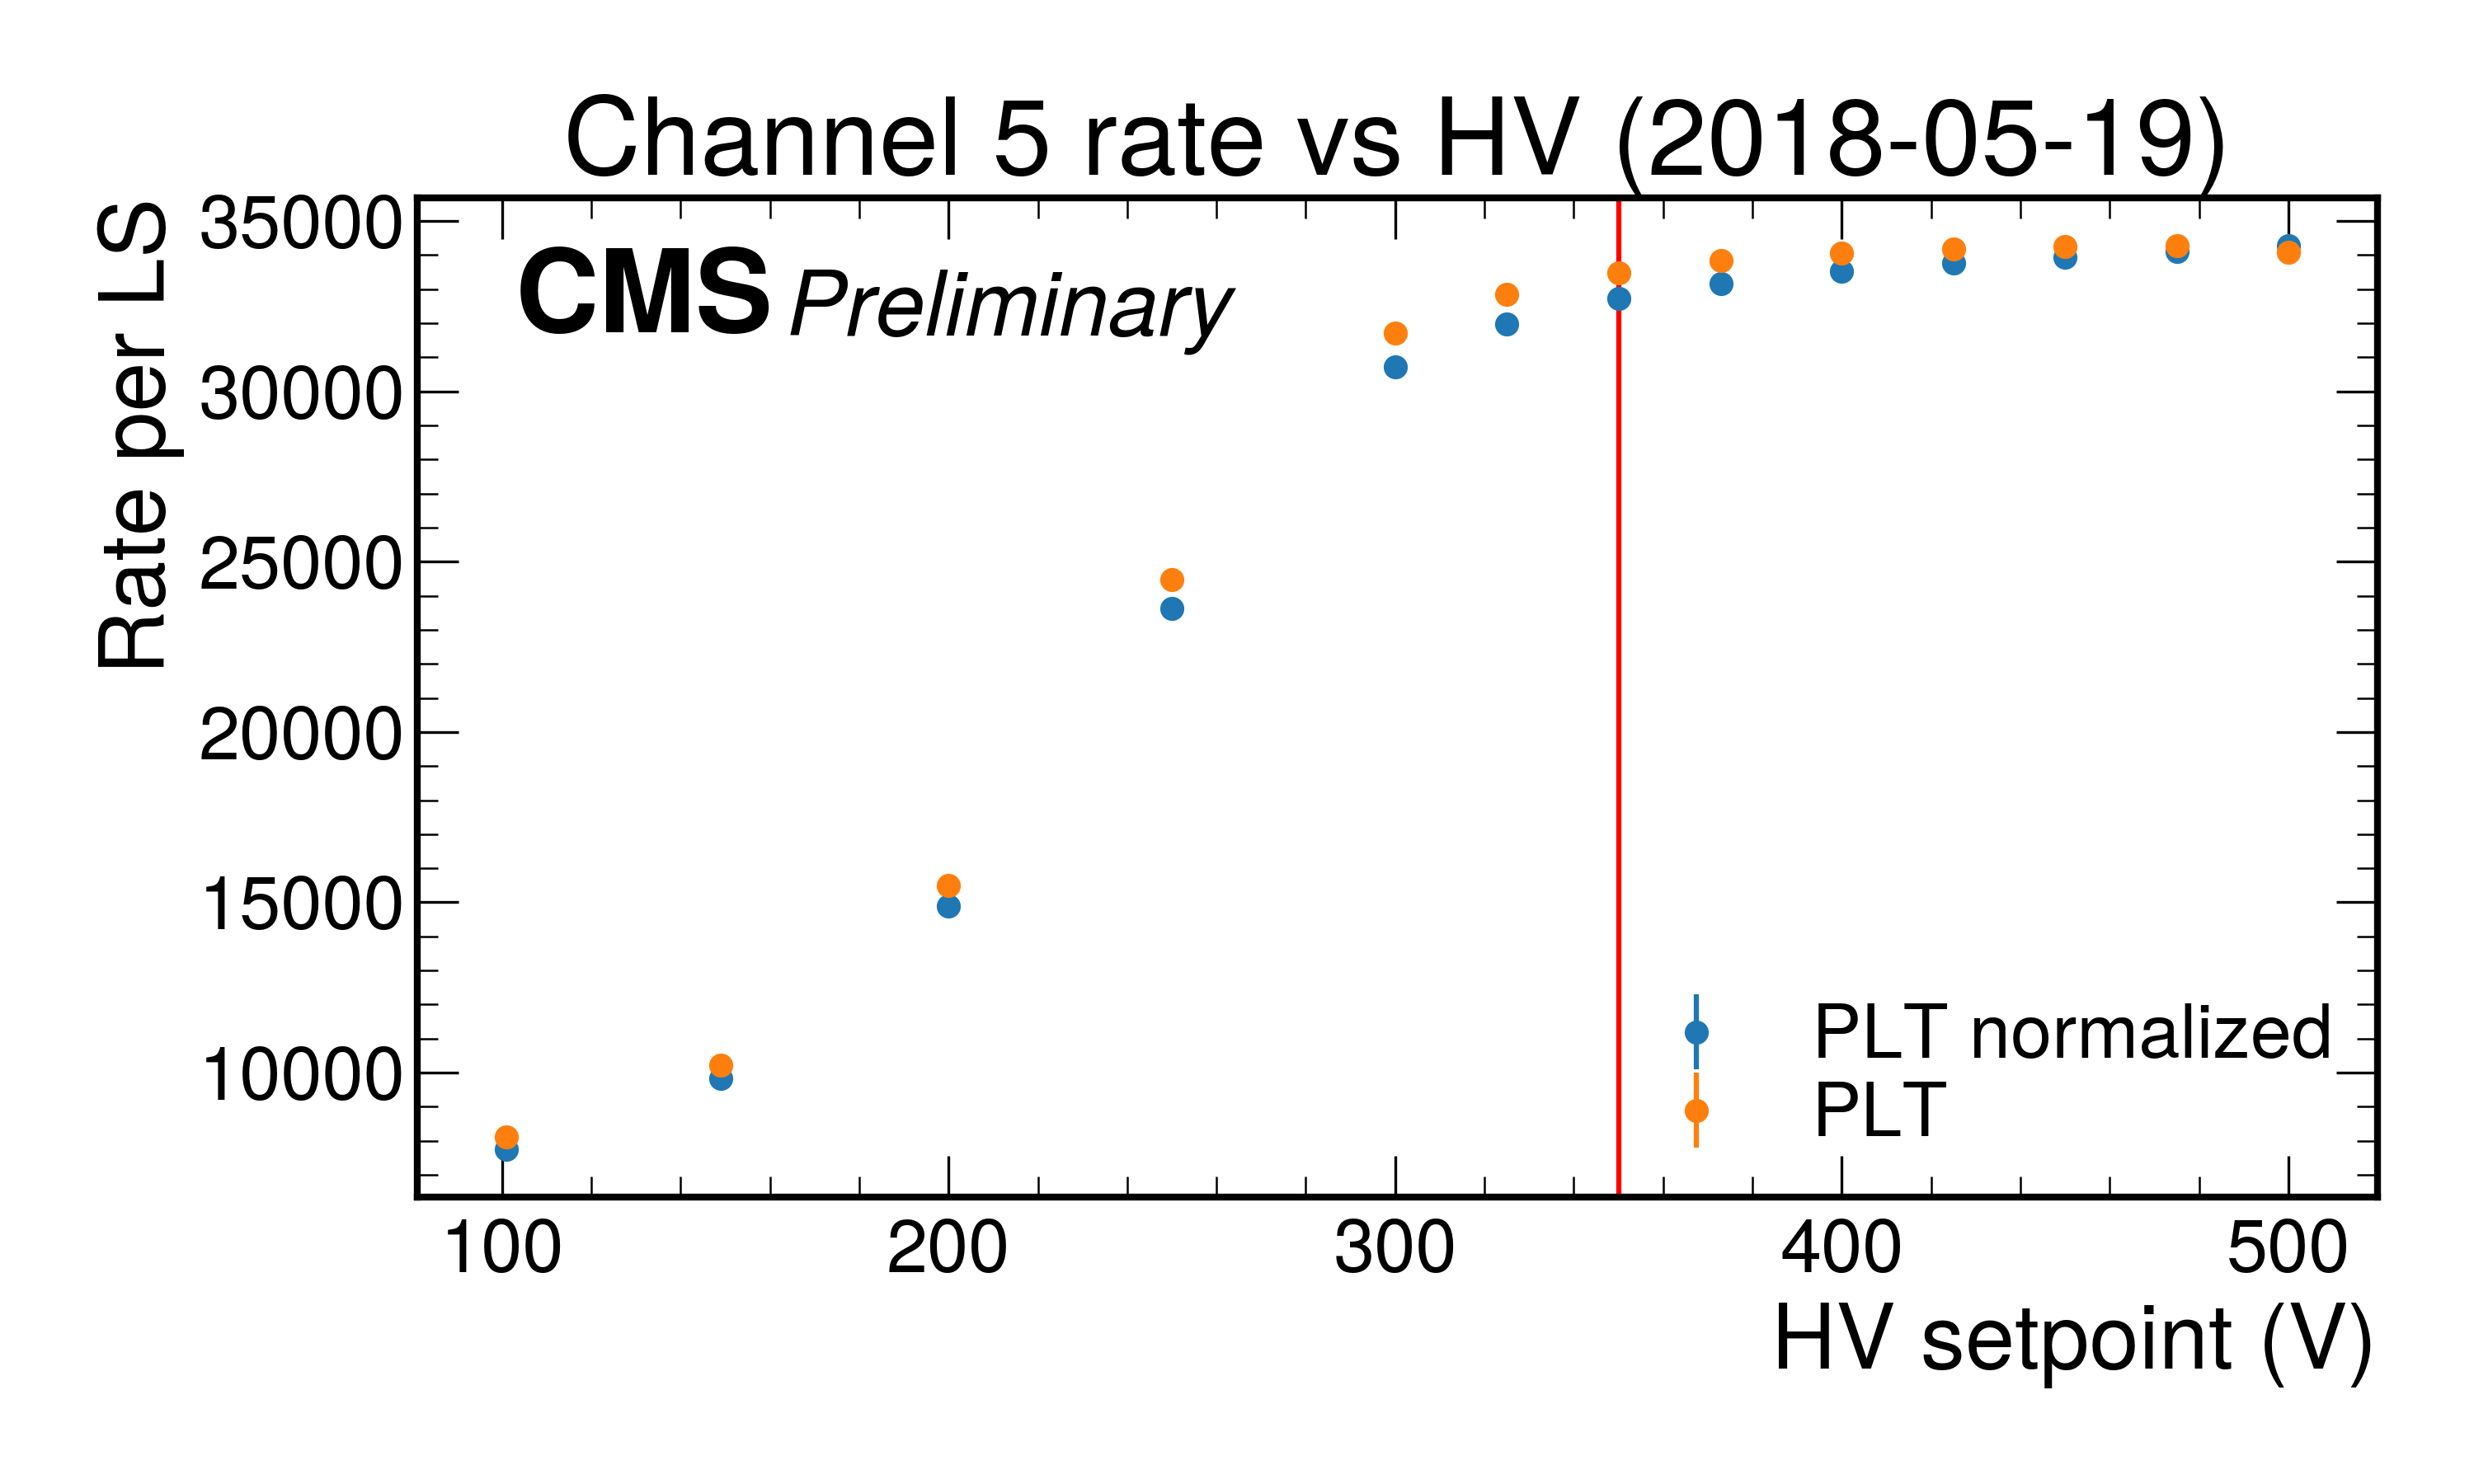 Channel 5 rate vs HV (2018-05-19)
CMS Preliminary
Rate per LS
35000
30000
25000
20000
15000
10000
PLT normalized
PLT
100 200 300 400 500
HV setpoint (V)